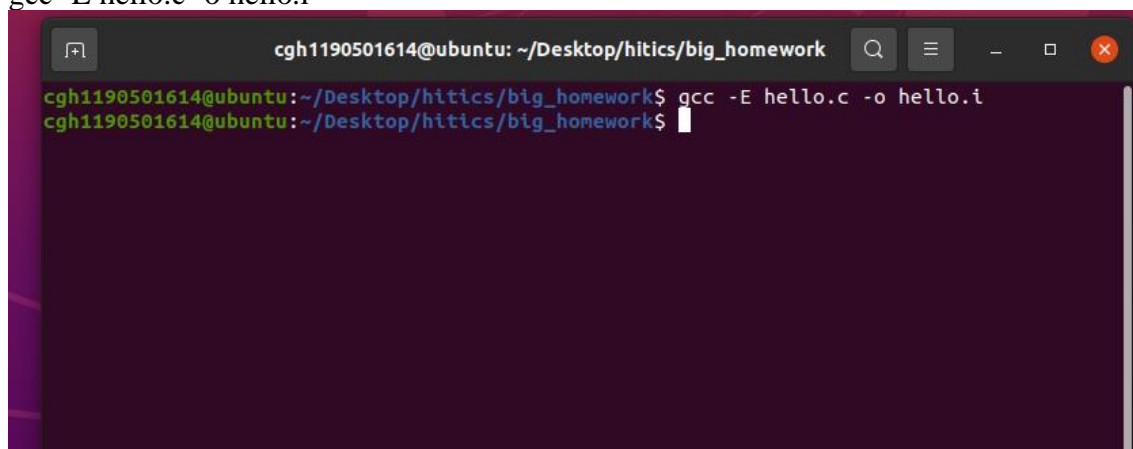 gcc -E hello.c -o hello.i
cgh1190501614@ubuntu: ~/Desktop/hitics/big_homework
cgh1190501614@ubuntu:~/Desktop/hitics/big_homework$ gcc -E hello.c -o hello.i
cgh1190501614@ubuntu:~/Desktop/hitics/big_homework$